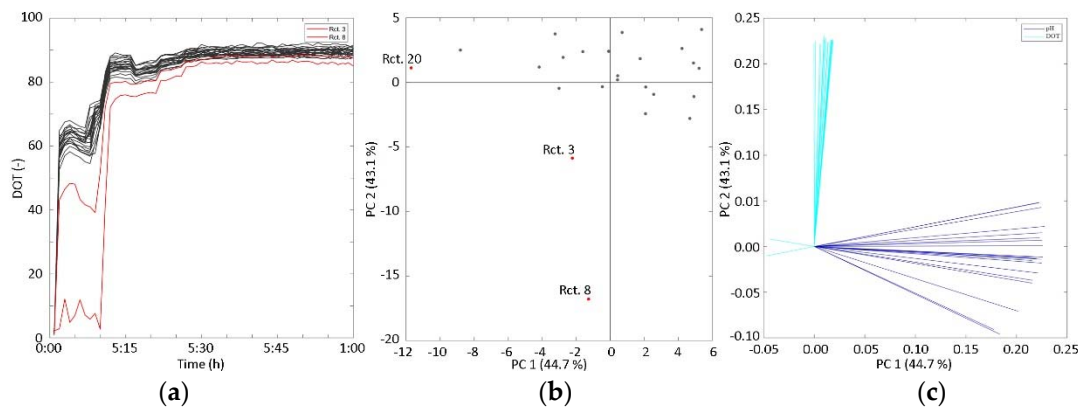 100
80
60
40
20
0
DOT (-)
0:00
5:15
5:30
5:45
1:00
Time (h)
Rct. 3
Rct. 8
(a)
5
0
-5
-10
-15
-20
PC 2 (43.1 %)
-12
-10
-8
-6
-4
-2
0
2
4
6
PC 1 (44.7 %)
Rct. 20
Rct. 3
Rct. 8
(b)
0.25
0.20
0.15
0.10
0.01
0.00
-0.05
-0.10
PC 2 (43.1 %)
-0.05
0.00
0.05
0.10
0.15
0.20
0.25
PC 1 (44.7 %)
pH
DOT
(c)